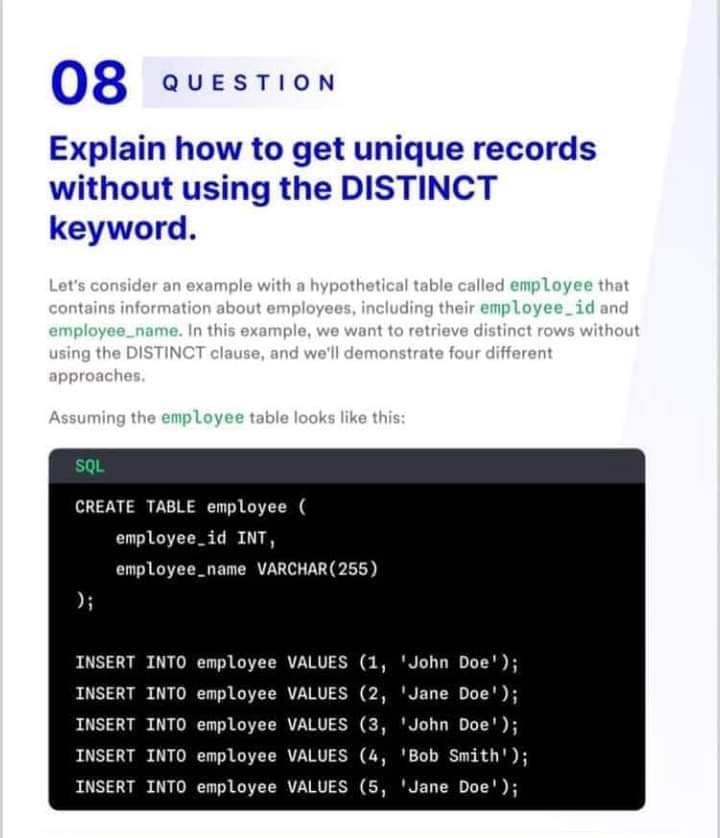 08 QUESTION
Explain how to get unique records
without using the DISTINCT
keyword.
Let's consider an example with a hypothetical table called employee that
contains information about employees, including their employee_id and
employee_name. In this example, we want to retrieve distinct rows without
using the DISTINCT clause, and we'll demonstrate four different
approaches.
Assuming the employee table looks like this:
SQL
CREATE TABLE employee (
    employee_id INT,
    employee_name VARCHAR(255)
);
INSERT INTO employee VALUES (1, 'John Doe');
INSERT INTO employee VALUES (2, 'Jane Doe');
INSERT INTO employee VALUES (3, 'John Doe');
INSERT INTO employee VALUES (4, 'Bob Smith');
INSERT INTO employee VALUES (5, 'Jane Doe');